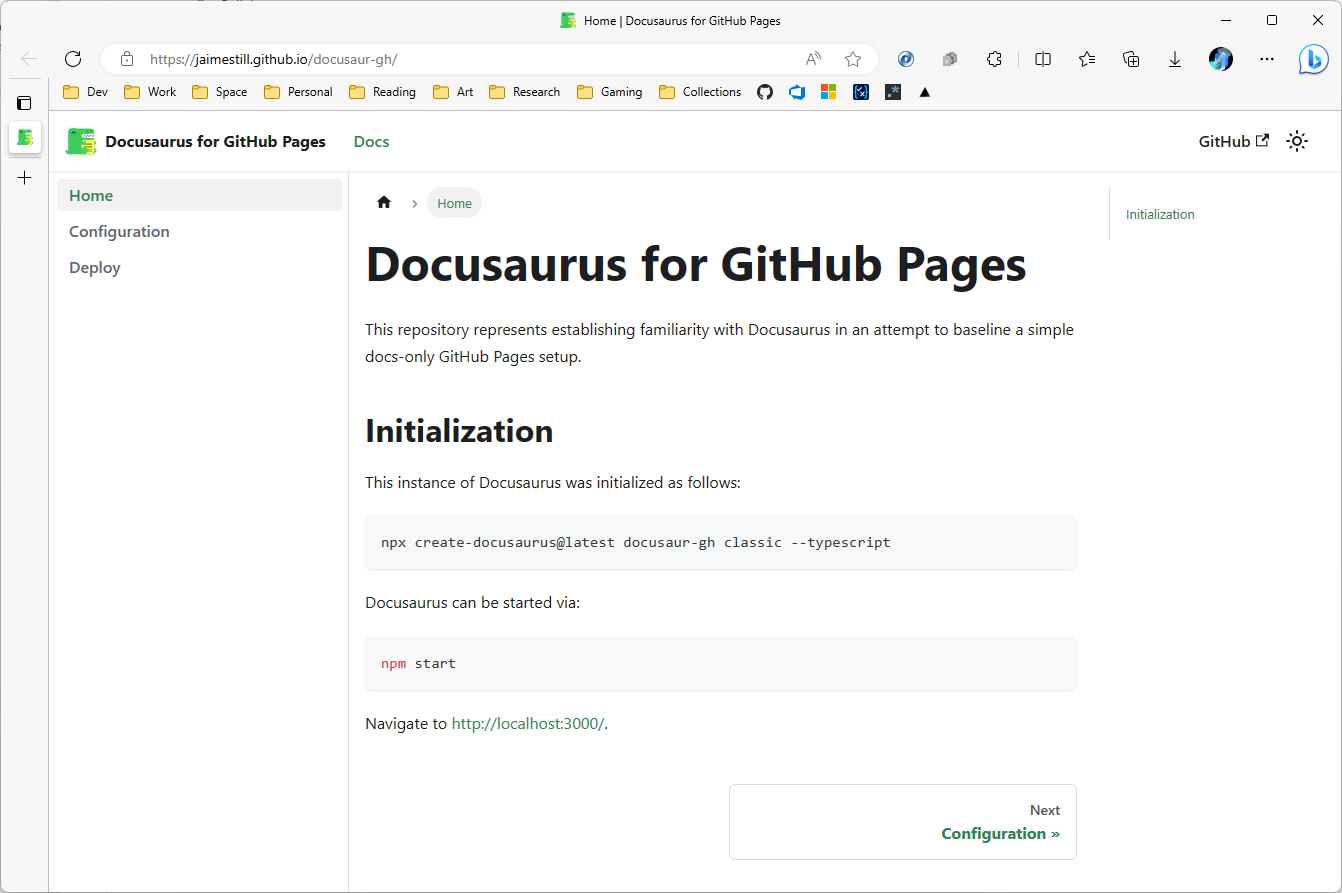 Home | Docusaurus for GitHub Pages
https://jaimestill.github.io/docusaur-gh/
Dev Work Space Personal Reading Art Research Gaming Collections
Docusaurus for GitHub Pages Docs GitHub
Home
Configuration
Deploy
Home
Docusaurus for GitHub Pages
This repository represents establishing familiarity with Docusaurus in an attempt to baseline a simple
docs-only GitHub Pages setup.
Initialization
This instance of Docusaurus was initialized as follows:
npx create-docusaurus@latest docusaur-gh classic --typescript
Docusaurus can be started via:
npm start
Navigate to http://localhost:3000/.
Next
Configuration »
Initialization